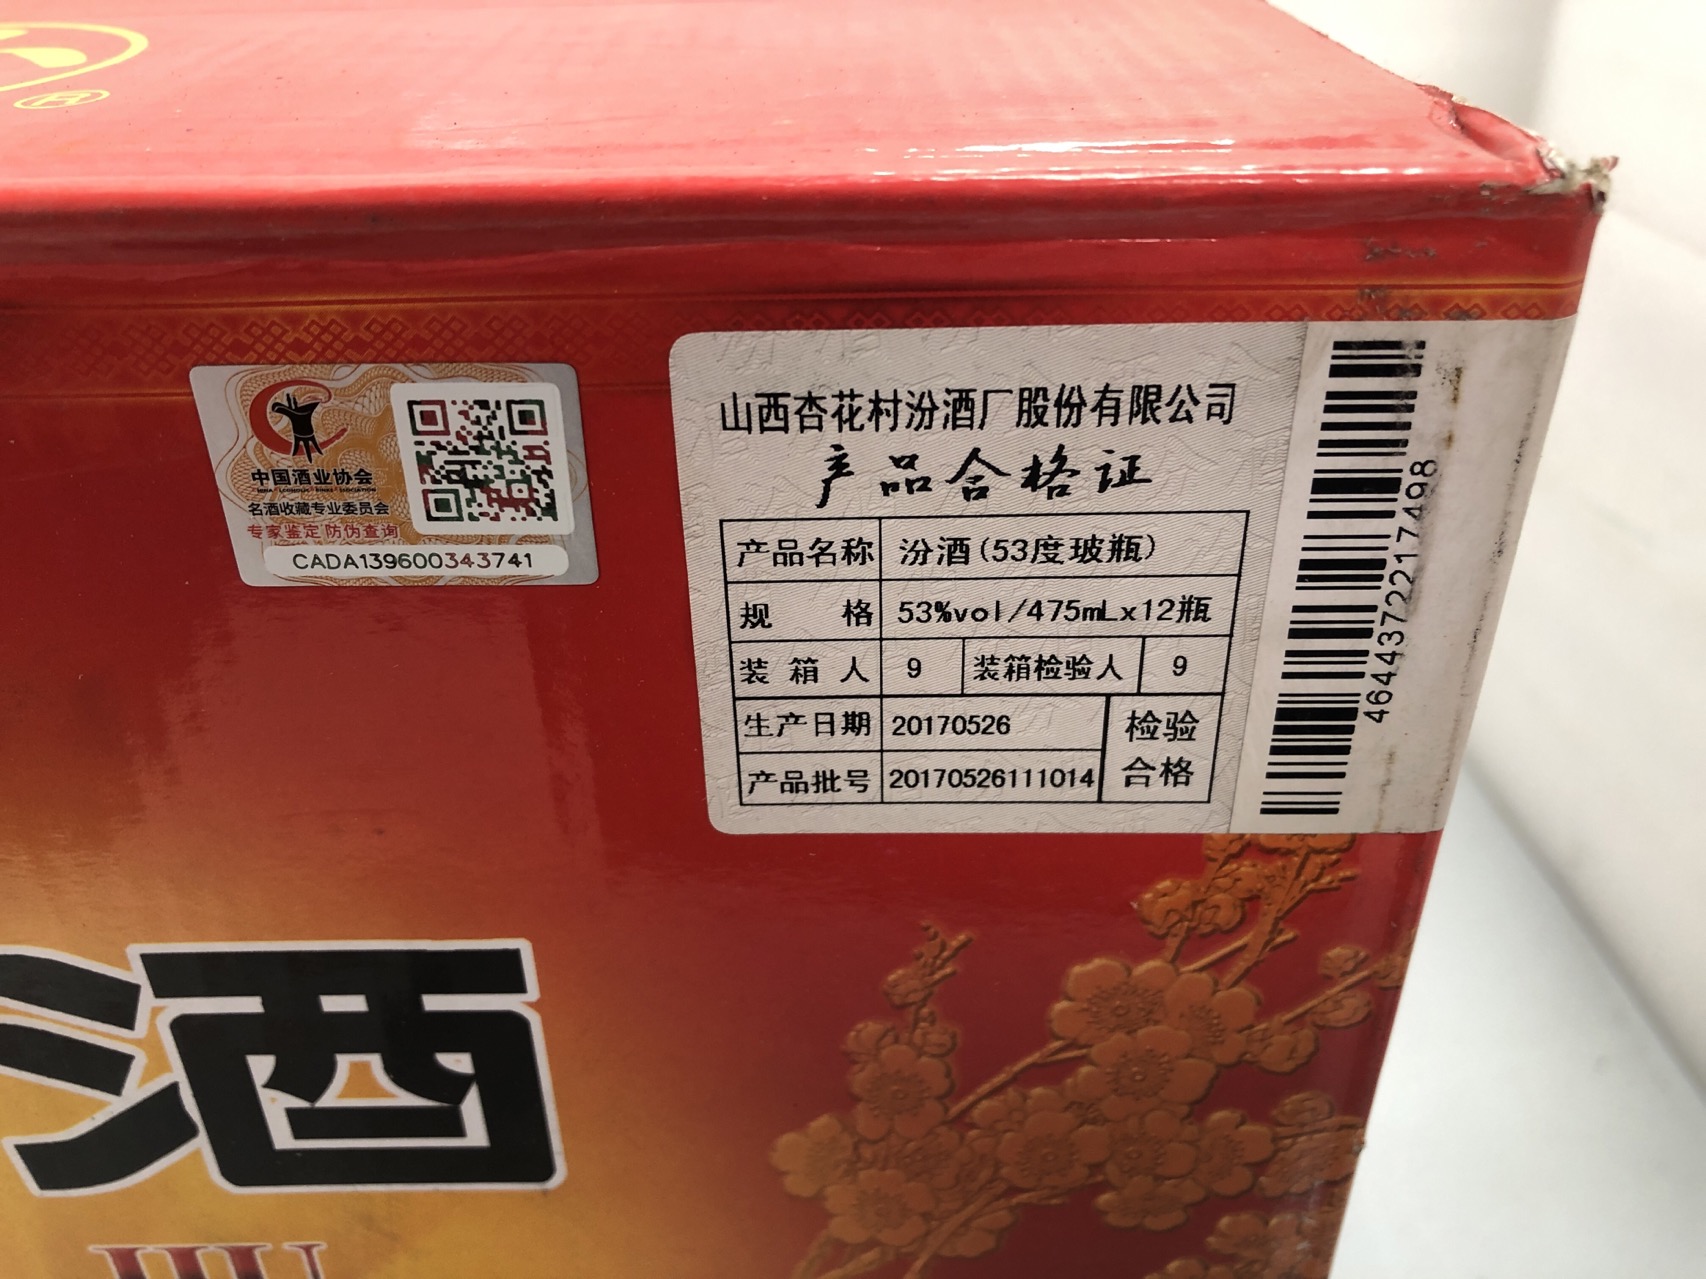 ®
中国酒业协会
名酒收藏专业委员会
专家鉴定 防伪查询
CADA139600343741
山西杏花村汾酒厂股份有限公司
产品合格证
产品名称 汾酒(53度玻瓶)
规 格 53%vol/475mLx12瓶
装 箱 人 9 装箱检验人 9
生产日期 20170526 检验
产品批号 20170526111014 合格
4644372217498
酒
JIU